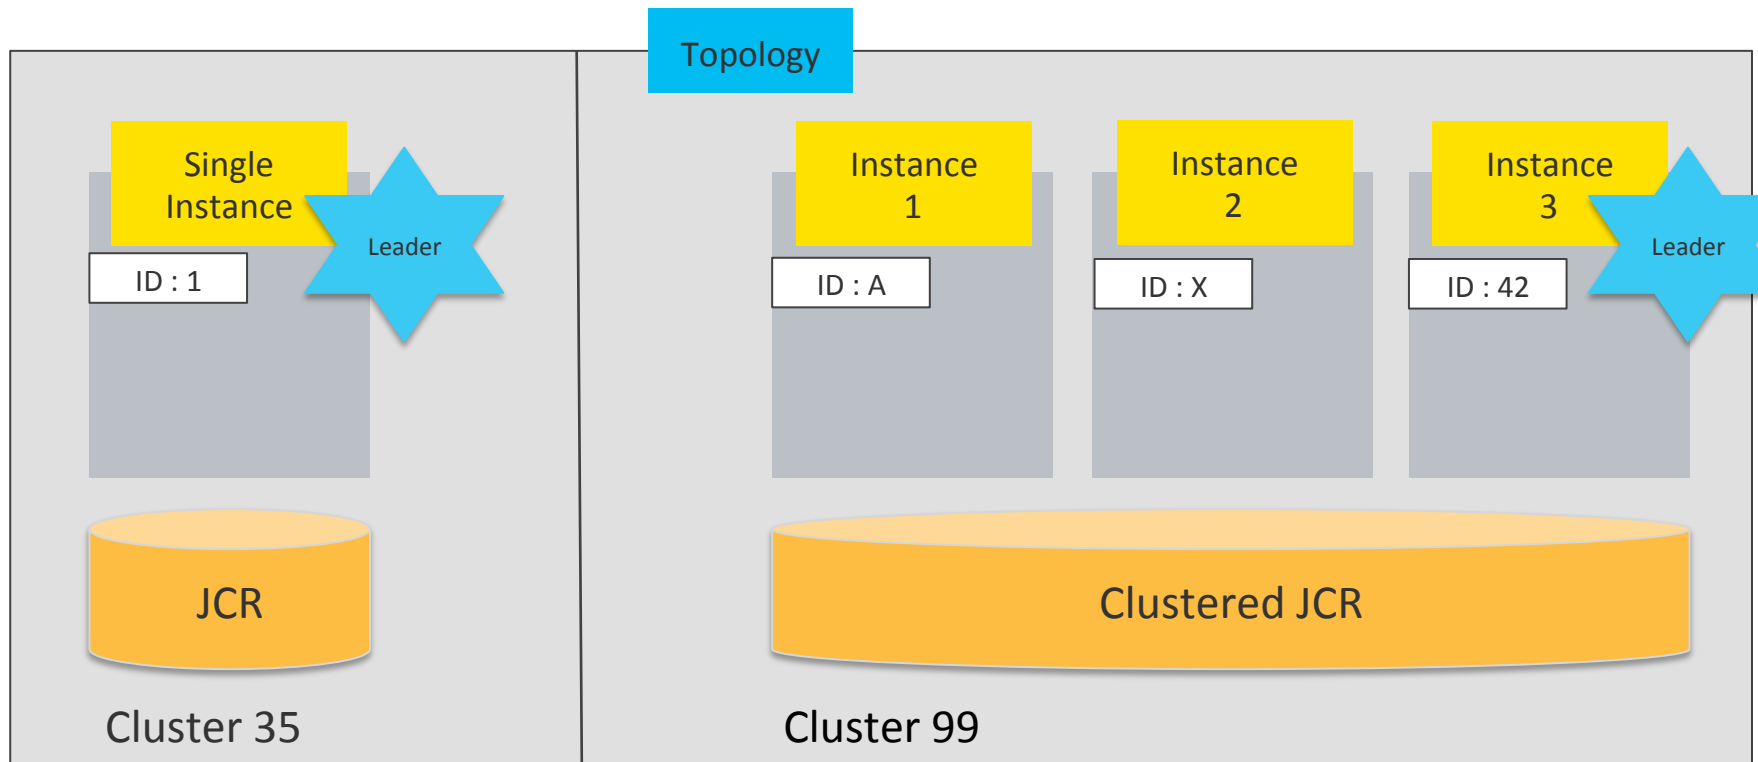 Topology
Single
Instance
Leader
ID : 1
JCR
Cluster 35
Instance
1
ID : A
Instance
2
ID : X
Instance
3
Leader
ID : 42
Clustered JCR
Cluster 99